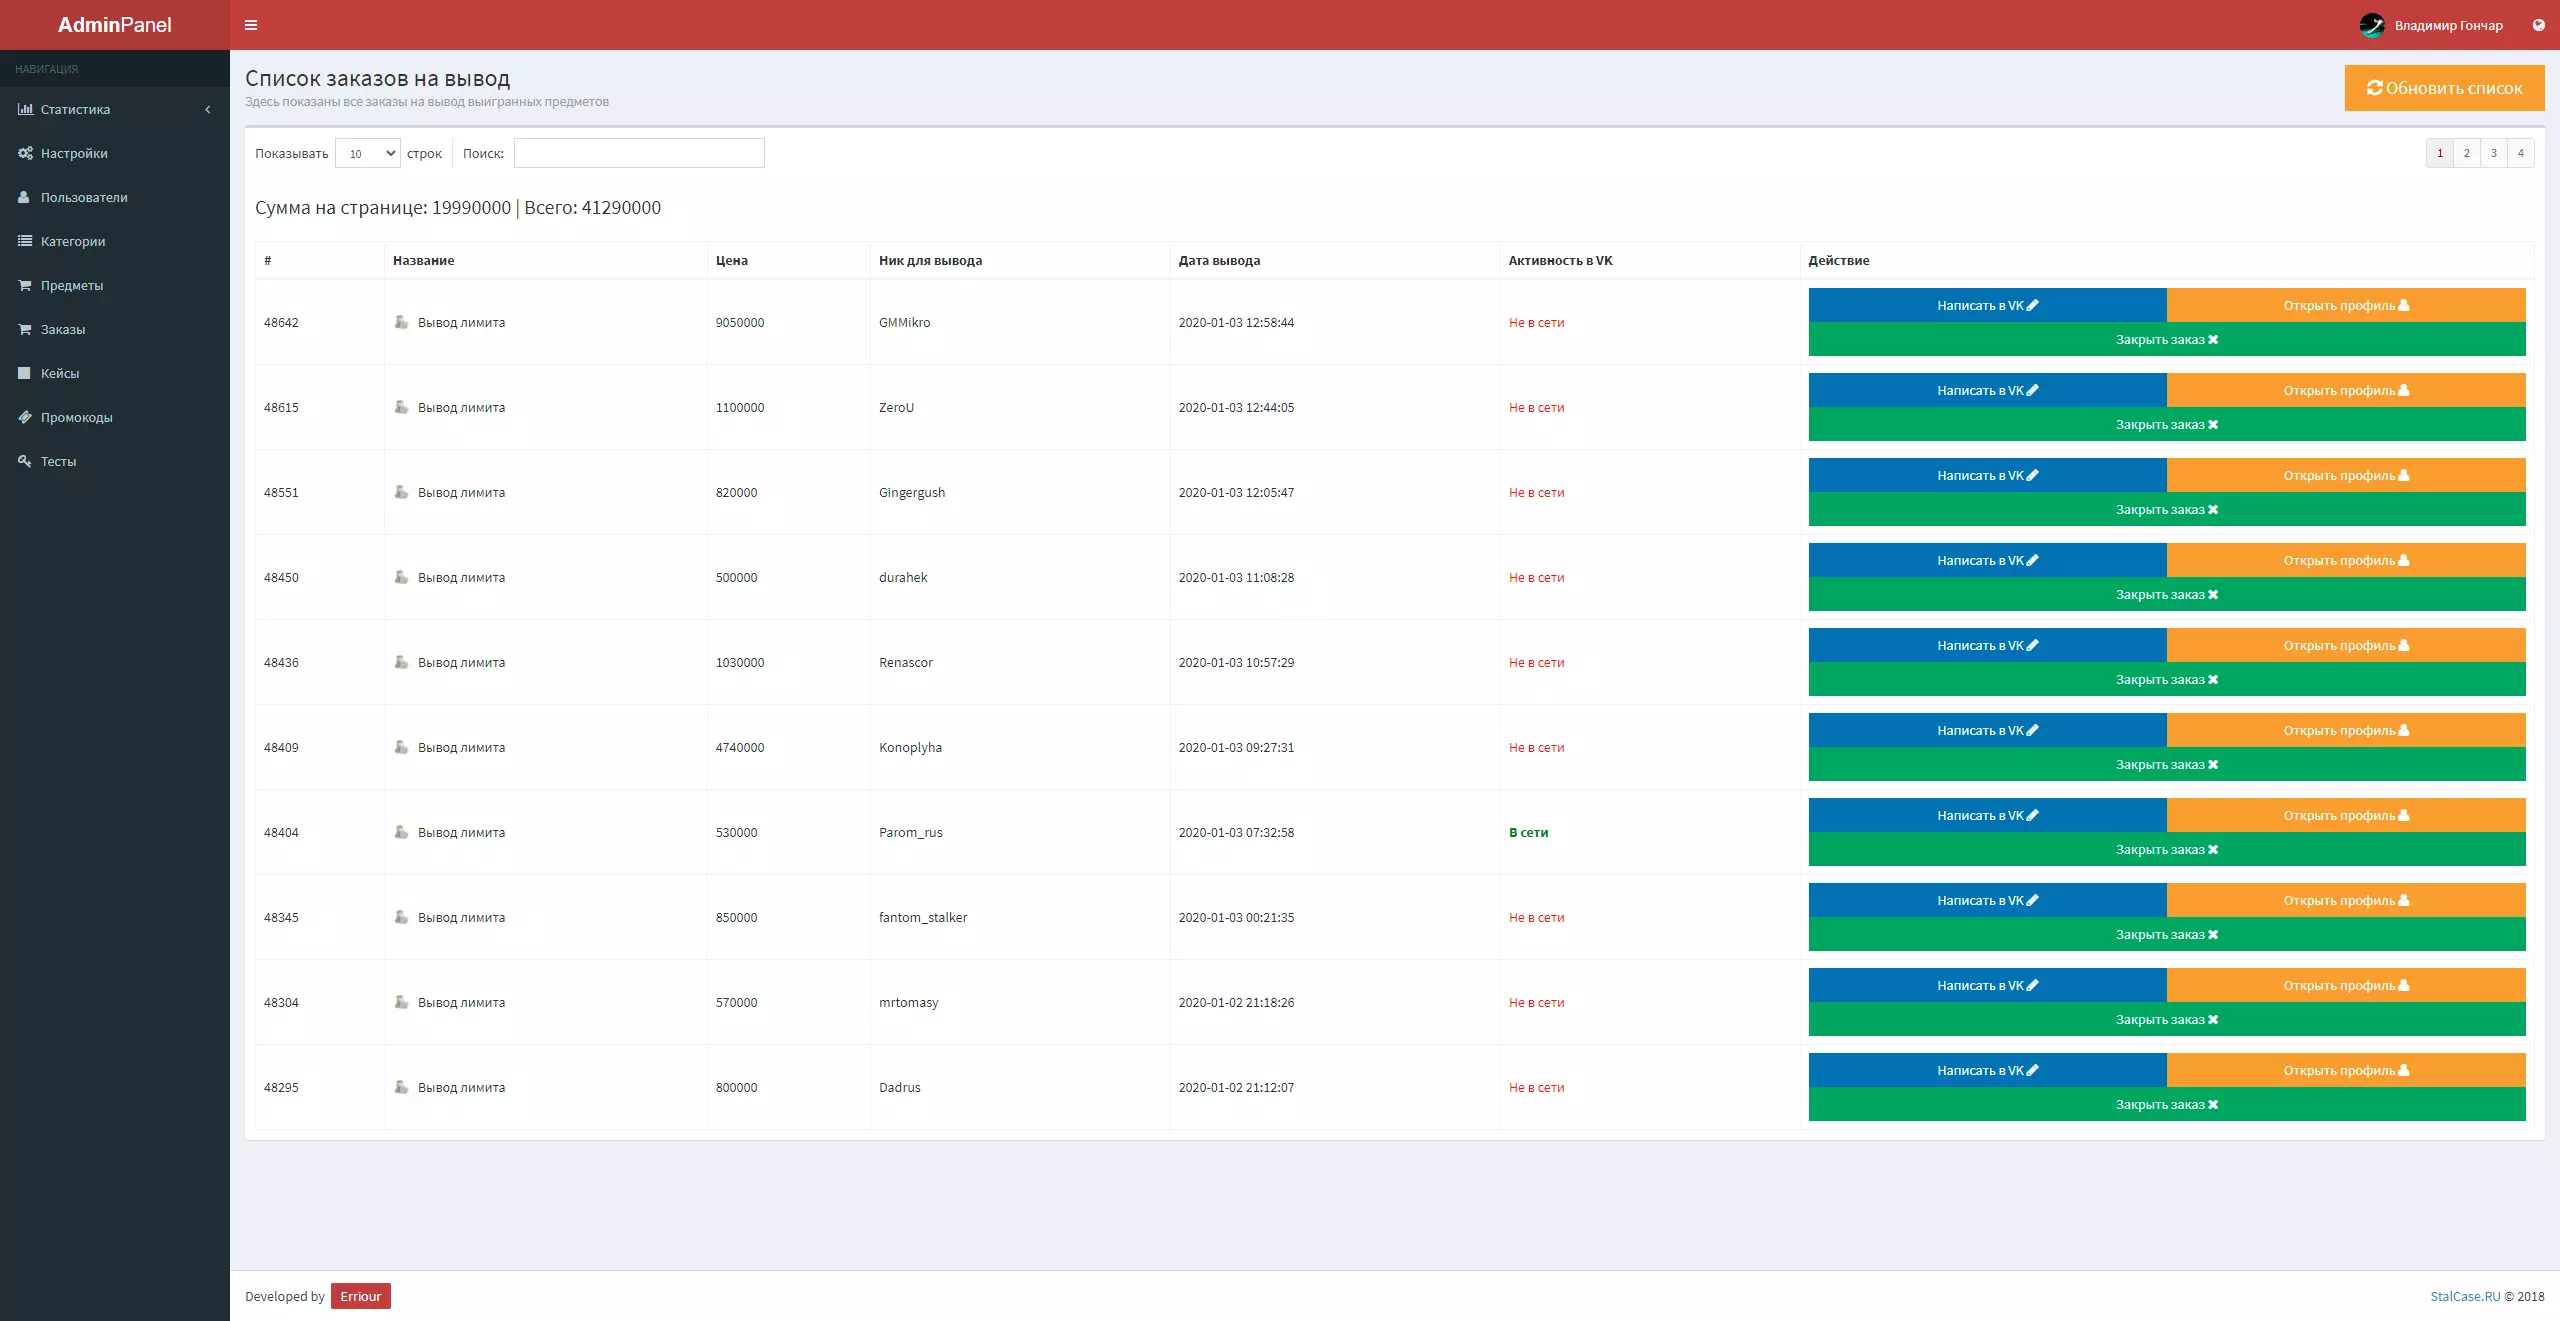 AdminPanel
Владимир Гончар
НАВИГАЦИЯ
Статистика
Настройки
Пользователи
Категории
Предметы
Заказы
Кейсы
Промокоды
Тесты
Список заказов на вывод
Здесь показаны все заказы на вывод выигранных предметов
Обновить список
Показывать 10 строк Поиск: 1 2 3 4
Сумма на странице: 19990000 | Всего: 41290000
# Название Цена Ник для вывода Дата вывода Активность в VK Действие
Написать в VK Открыть профиль
48642 Вывод лимита 9050000 GMMikro 2020-01-03 12:58:44 Не в сети
Закрыть заказ
Написать в VK Открыть профиль
48615 Вывод лимита 1100000 ZeroU 2020-01-03 12:44:05 Не в сети
Закрыть заказ
Написать в VK Открыть профиль
48551 Вывод лимита 820000 Gingergush 2020-01-03 12:05:47 Не в сети
Закрыть заказ
Написать в VK Открыть профиль
48450 Вывод лимита 500000 durahek 2020-01-03 11:08:28 Не в сети
Закрыть заказ
Написать в VK Открыть профиль
48436 Вывод лимита 1030000 Renascor 2020-01-03 10:57:29 Не в сети
Закрыть заказ
Написать в VK Открыть профиль
48409 Вывод лимита 4740000 Konoplyha 2020-01-03 09:27:31 Не в сети
Закрыть заказ
Написать в VK Открыть профиль
48404 Вывод лимита 530000 Parom_rus 2020-01-03 07:32:58 В сети
Закрыть заказ
Написать в VK Открыть профиль
48345 Вывод лимита 850000 fantom_stalker 2020-01-03 00:21:35 Не в сети
Закрыть заказ
Написать в VK Открыть профиль
48304 Вывод лимита 570000 mrtomasy 2020-01-02 21:18:26 Не в сети
Закрыть заказ
Написать в VK Открыть профиль
48295 Вывод лимита 800000 Dadrus 2020-01-02 21:12:07 Не в сети
Закрыть заказ
Developed by Erriour
StalCase.RU © 2018